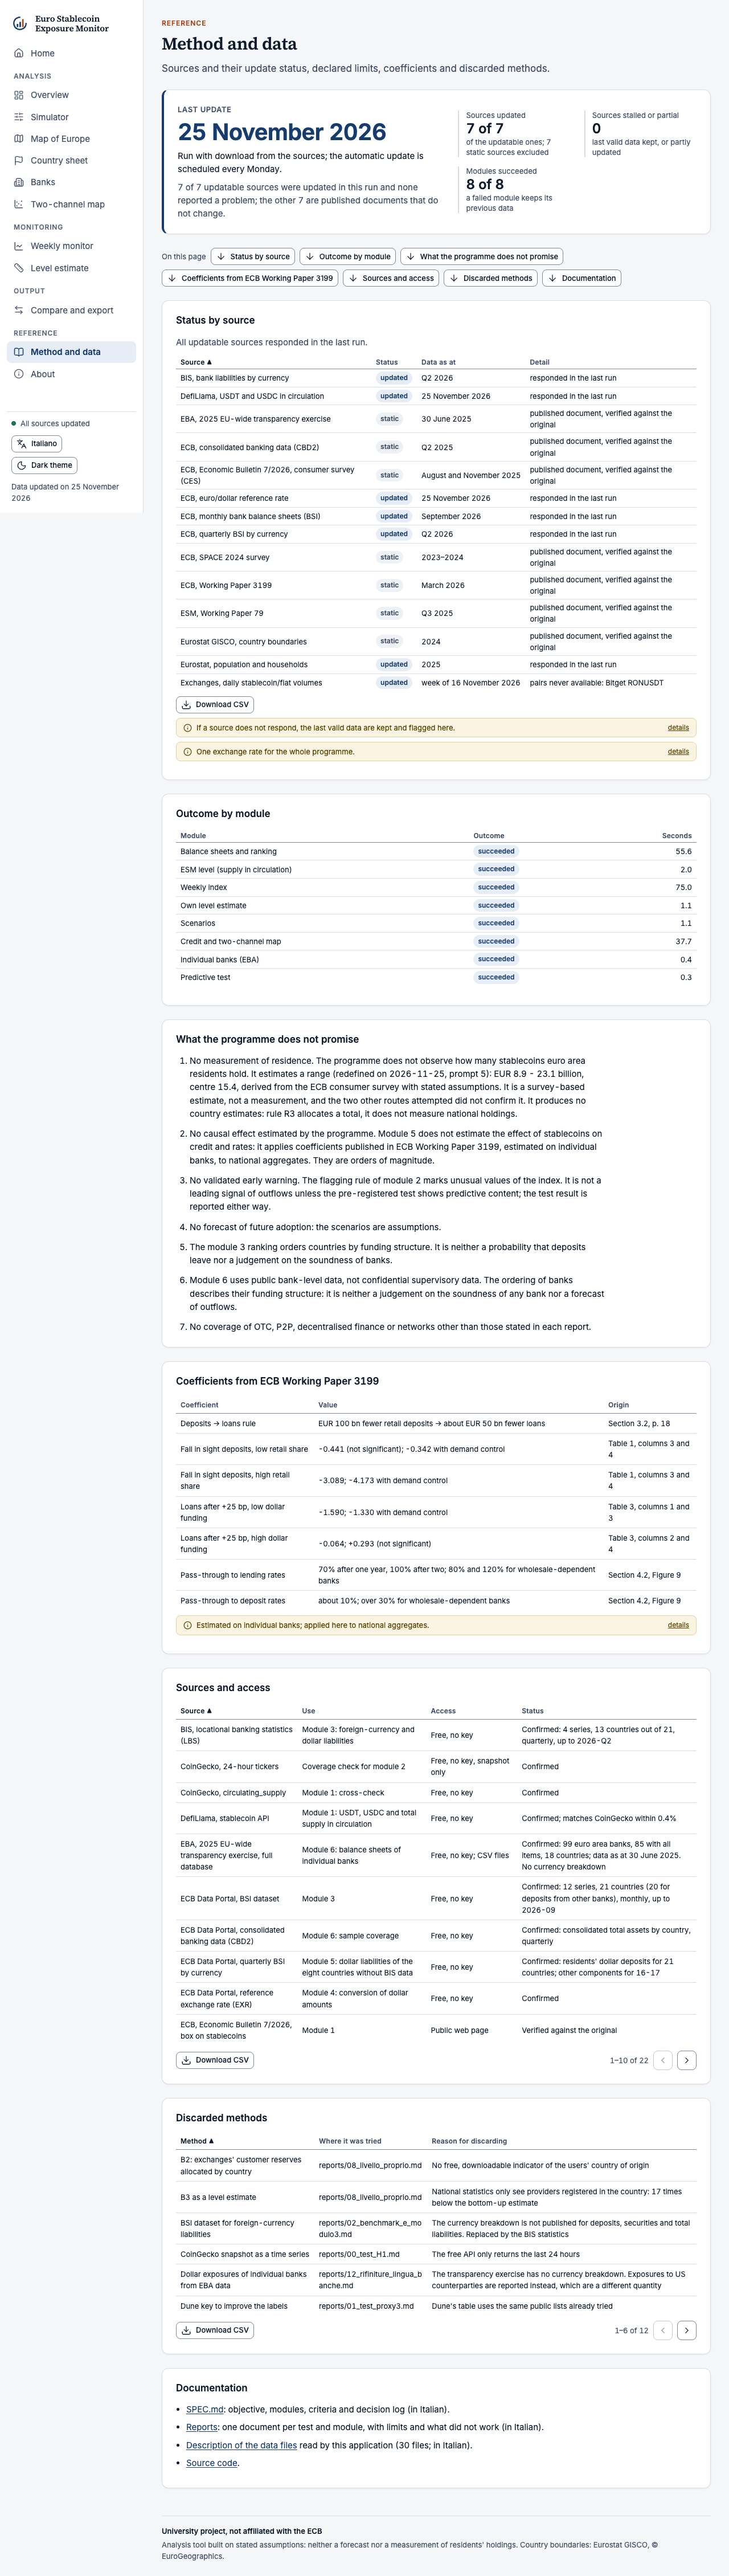 Euro Stablecoin
Exposure Monitor
Home
ANALYSIS
Overview
Simulator
Map of Europe
Country sheet
Banks
Two-channel map
MONITORING
Weekly monitor
Level estimate
OUTPUT
Compare and export
REFERENCE
Method and data
About
All sources updated
Italiano
Dark theme
Data updated on 25 November
2026
REFERENCE
Method and data
Sources and their update status, declared limits, coefficients and discarded methods.
LAST UPDATE
25 November 2026
Run with download from the sources; the automatic update is
scheduled every Monday.
7 of 7 updatable sources were updated in this run and none
reported a problem; the other 7 are published documents that do
not change.
Sources updated
7 of 7
of the updatable ones; 7
static sources excluded
Sources stalled or partial
0
last valid data kept, or partly
updated
Modules succeeded
8 of 8
a failed module keeps its
previous data
On this page
Status by source
Outcome by module
What the programme does not promise
Coefficients from ECB Working Paper 3199
Sources and access
Discarded methods
Documentation
Status by source
All updatable sources responded in the last run.
Source ▲ Status Data as at Detail
BIS, bank liabilities by currency updated Q2 2026 responded in the last run
DefiLlama, USDT and USDC in circulation updated 25 November 2026 responded in the last run
EBA, 2025 EU-wide transparency exercise static 30 June 2025 published document, verified against the
original
ECB, consolidated banking data (CBD2) static Q2 2025 published document, verified against the
original
ECB, Economic Bulletin 7/2026, consumer survey
(CES) static August and November 2025 published document, verified against the
original
ECB, euro/dollar reference rate updated 25 November 2026 responded in the last run
ECB, monthly bank balance sheets (BSI) updated September 2026 responded in the last run
ECB, quarterly BSI by currency updated Q2 2026 responded in the last run
ECB, SPACE 2024 survey static 2023–2024 published document, verified against the
original
ECB, Working Paper 3199 static March 2026 published document, verified against the
original
ESM, Working Paper 79 static Q3 2025 published document, verified against the
original
Eurostat GISCO, country boundaries static 2024 published document, verified against the
original
Eurostat, population and households updated 2025 responded in the last run
Exchanges, daily stablecoin/fiat volumes updated week of 16 November 2026 pairs never available: Bitget RONUSDT
Download CSV
If a source does not respond, the last valid data are kept and flagged here. details
One exchange rate for the whole programme. details
Outcome by module
Module Outcome Seconds
Balance sheets and ranking succeeded 55.6
ESM level (supply in circulation) succeeded 2.0
Weekly index succeeded 75.0
Own level estimate succeeded 1.1
Scenarios succeeded 1.1
Credit and two-channel map succeeded 37.7
Individual banks (EBA) succeeded 0.4
Predictive test succeeded 0.3
What the programme does not promise
1. No measurement of residence. The programme does not observe how many stablecoins euro area
residents hold. It estimates a range (redefined on 2026-11-25, prompt 5): EUR 8.9 - 23.1 billion,
centre 15.4, derived from the ECB consumer survey with stated assumptions. It is a survey-based
estimate, not a measurement, and the two other routes attempted did not confirm it. It produces no
country estimates: rule R3 allocates a total, it does not measure national holdings.
2. No causal effect estimated by the programme. Module 5 does not estimate the effect of stablecoins on
credit and rates: it applies coefficients published in ECB Working Paper 3199, estimated on individual
banks, to national aggregates. They are orders of magnitude.
3. No validated early warning. The flagging rule of module 2 marks unusual values of the index. It is not a
leading signal of outflows unless the pre-registered test shows predictive content; the test result is
reported either way.
4. No forecast of future adoption: the scenarios are assumptions.
5. The module 3 ranking orders countries by funding structure. It is neither a probability that deposits
leave nor a judgement on the soundness of banks.
6. Module 6 uses public bank-level data, not confidential supervisory data. The ordering of banks
describes their funding structure: it is neither a judgement of the soundness of any bank nor a forecast
of outflows.
7. No coverage of OTC, P2P, decentralised finance or networks other than those stated in each report.
Coefficients from ECB Working Paper 3199
Coefficient Value Origin
Deposits → loans rule EUR 100 bn fewer retail deposits → about EUR 50 bn fewer loans Section 3.2, p. 18
Fall in sight deposits, low retail share -0.441 (not significant); -0.342 with demand control Table 1, columns 3 and
4
Fall in sight deposits, high retail
share -3.089; -4.173 with demand control Table 1, columns 3 and
4
Loans after +25 bp, low dollar
funding -1.590; -1.330 with demand control Table 3, columns 1 and
3
Loans after +25 bp, high dollar
funding -0.064; +0.293 (not significant) Table 3, columns 2 and
4
Pass-through to lending rates 70% after one year, 100% after two; 80% and 120% for wholesale-dependent
banks Section 4.2, Figure 9
Pass-through to deposit rates about 10%; over 30% for wholesale-dependent banks Section 4.2, Figure 9
Estimated on individual banks; applied here to national aggregates. details
Sources and access
Source ▲ Use Access Status
BIS, locational banking statistics
(LBS) Module 3: foreign-currency and
dollar liabilities Free, no key Confirmed: 4 series, 13 countries out of 21,
quarterly, up to 2026-Q2
CoinGecko, 24-hour tickers Coverage check for module 2 Free, no key, snapshot
only Confirmed
CoinGecko, circulating_supply Module 1: cross-check Free, no key Confirmed
DefiLlama, stablecoin API Module 1: USDT, USDC and total
supply in circulation Free, no key Confirmed; matches CoinGecko within 0.4%
EBA, 2025 EU-wide
transparency exercise, full
database Module 6: balance sheets of
individual banks Free, no key; CSV files Confirmed: 99 euro area banks, 85 with all
items, 18 countries; data as at 30 June 2025.
No currency breakdown
ECB Data Portal, BSI dataset Module 3 Free, no key Confirmed: 12 series, 21 countries (20 for
deposits from other banks), monthly, up to
2026-09
ECB Data Portal, consolidated
banking data (CBD2) Module 6: sample coverage Free, no key Confirmed: consolidated total assets by country,
quarterly
ECB Data Portal, quarterly BSI
by currency Module 5: dollar liabilities of the
eight countries without BIS data Free, no key Confirmed: residents' dollar deposits for 21
countries; other components for 16-17
ECB Data Portal, reference
exchange rate (EXR) Module 4: conversion of dollar
amounts Free, no key Confirmed
ECB, Economic Bulletin 7/2026,
box on stablecoins Module 1 Public web page Verified against the original
Download CSV
1–10 of 22
Discarded methods
Method ▲ Where it was tried Reason for discarding
B2: exchanges' customer reserves
allocated by country reports/08_livello_proprio.md No free, downloadable indicator of the users' country of origin
B3 as a level estimate reports/08_livello_proprio.md National statistics only see providers registered in the country: 17 times
below the bottom-up estimate
BSI dataset for foreign-currency
liabilities reports/02_benchmark_e_mo
dulo3.md The currency breakdown is not published for deposits, securities and total
liabilities. Replaced by the BIS statistics
CoinGecko snapshot as a time series reports/00_test_H1.md The free API only returns the last 24 hours
Dollar exposures of individual banks
from EBA data reports/12_rifiniture_lingua_b
anche.md The transparency exercise has no currency breakdown. Exposures to US
counterparties are reported instead, which are a different quantity
Dune key to improve the labels reports/01_test_proxy3.md Dune's table uses the same public lists already tried
Download CSV
1–6 of 12
Documentation
• SPEC.md: objective, modules, criteria and decision log (in Italian).
• Reports: one document per test and module, with limits and what did not work (in Italian).
• Description of the data files read by this application (30 files; in Italian).
• Source code.
University project, not affiliated with the ECB
Analysis tool built on stated assumptions: neither a forecast nor a measurement of residents' holdings. Country boundaries: Eurostat GISCO, ©
EuroGeographics.